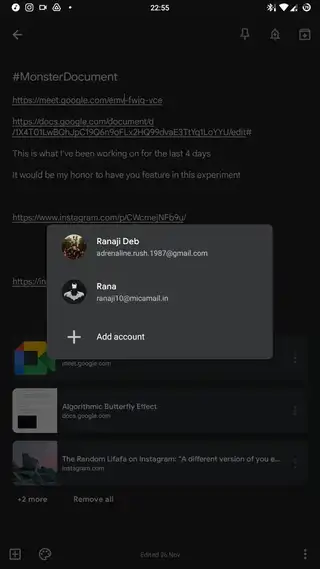 22:55
#MonsterDocument
https://meet.google.com/emi-fwjq-vce
https://docs.google.com/document/d
/1X4T01LwBQhJpC19Q6n9oFLx2HQ99dvaE3TtYq1LoYYU/edit#
This is what I've been working on for the last 4 days
It would be my honor to have you feature in this experiment
https://www.instagram.com/p/CWcmejNFb9u/
Ranaji Deb
adrenaline.rush.1987@gmail.com
Rana
ranaji10@micamail.in
https://in
Add account
meet.google.com
Algorithmic Butterfly Effect
docs.google.com
The Random Lifafa on Instagram: "A different version of you e...
instagram.com
+2 more Remove all
Edited 26 Nov